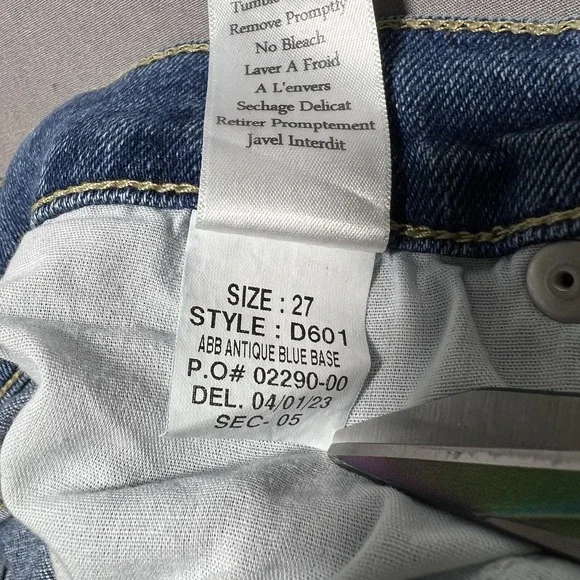 Tumble
Remove Promptly
No Bleach
Laver A Froid
A L'envers
Sechage Delicat
Retirer Promptement
Javel Interdit
SIZE : 27
STYLE : D601
ABB ANTIQUE BLUE BASE
P.O# 02290-00
DEL. 04/01/23
SEC- 05